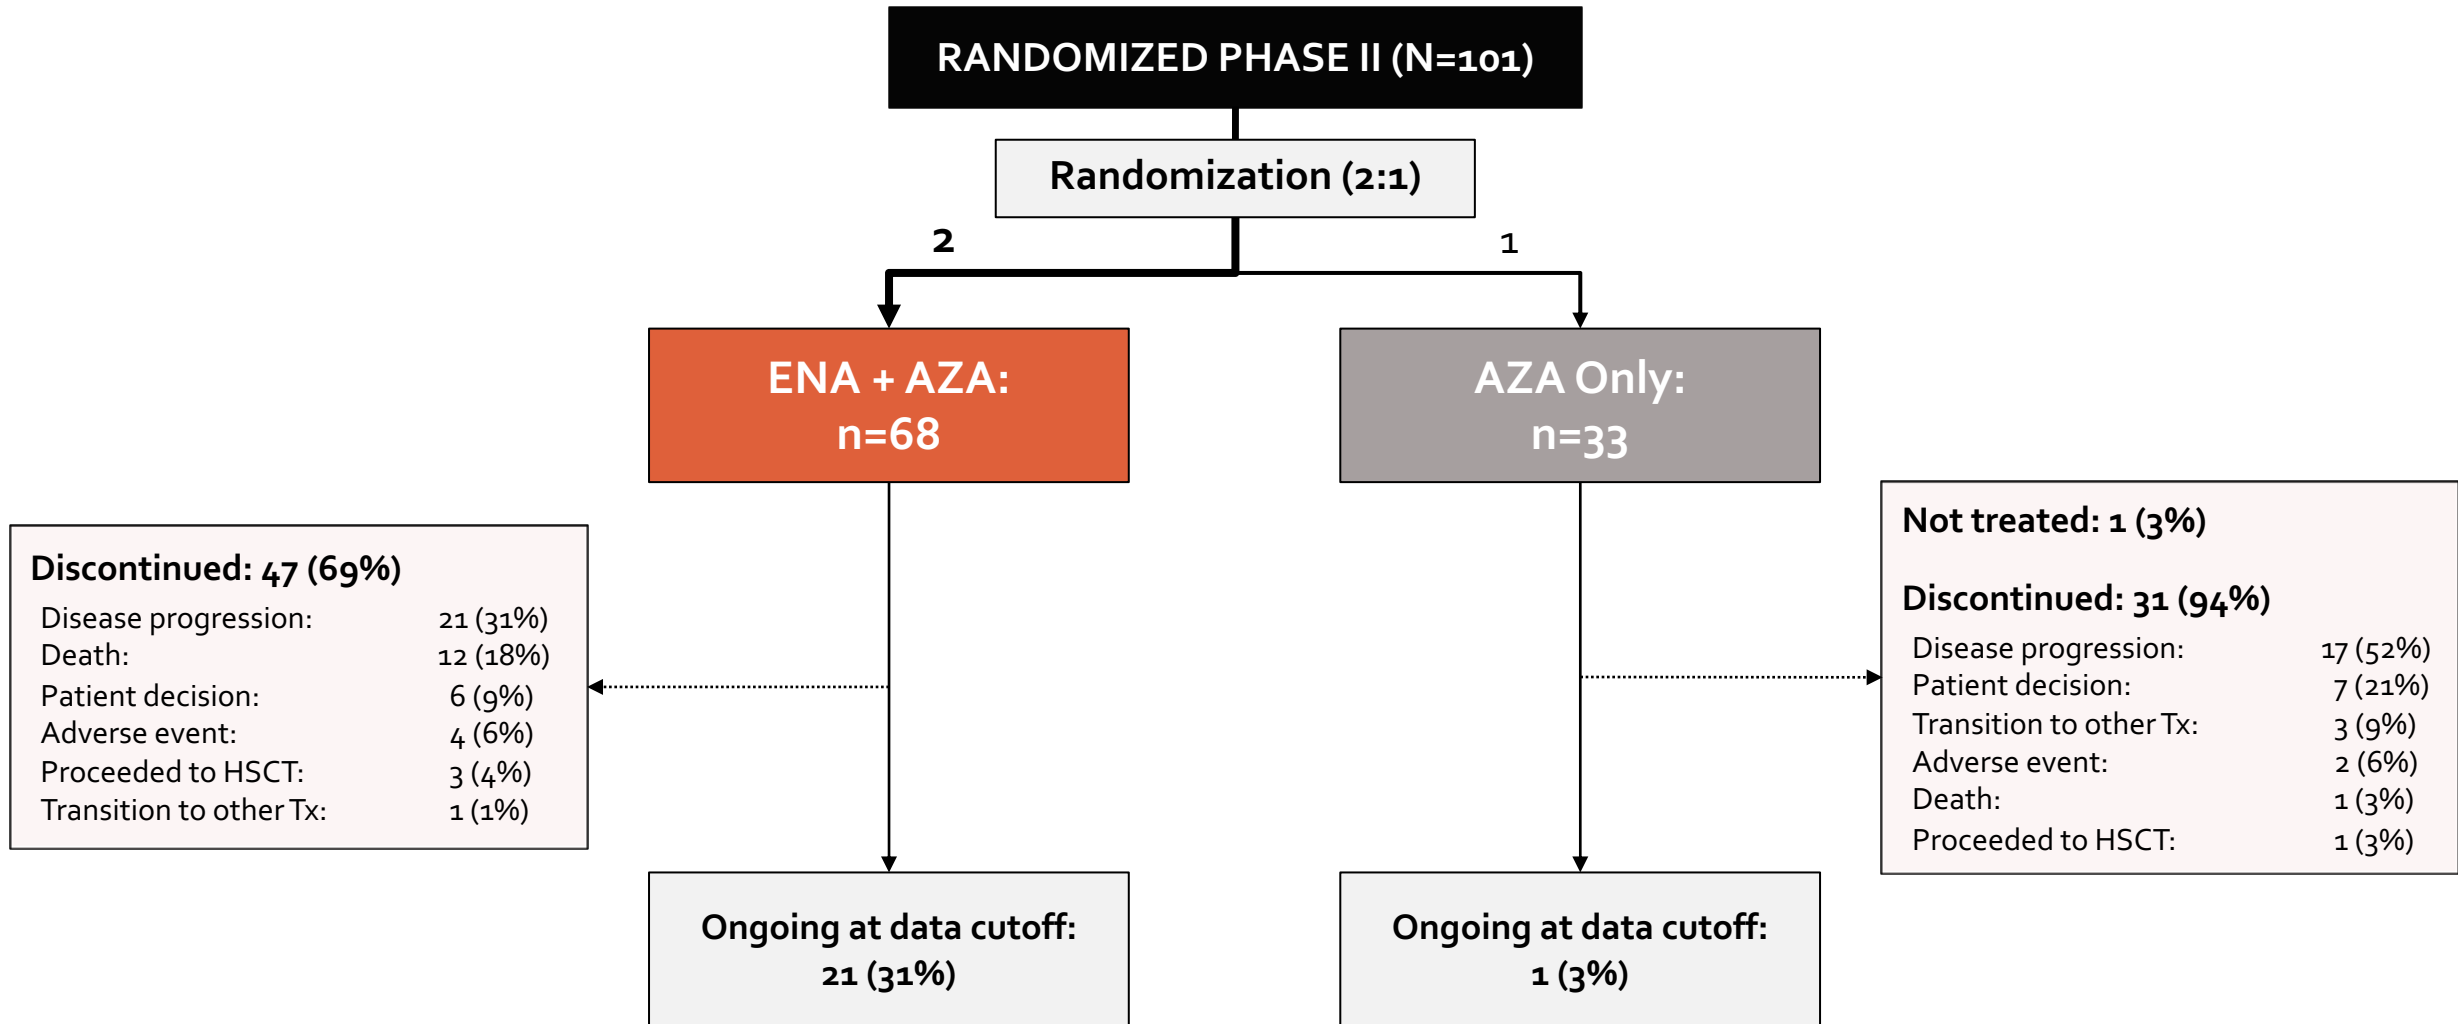 RANDOMIZED PHASE II (N=101)
Randomization (2:1)
2
1
ENA + AZA:
n=68
AZA Only:
n=33
Discontinued: 47 (69%)
Disease progression: 21 (31%)
Death: 12 (18%)
Patient decision: 6 (9%)
Adverse event: 4 (6%)
Proceeded to HSCT: 3 (4%)
Transition to other Tx: 1 (1%)
Not treated: 1 (3%)
Discontinued: 31 (94%)
Disease progression: 17 (52%)
Patient decision: 7 (21%)
Transition to other Tx: 3 (9%)
Adverse event: 2 (6%)
Death: 1 (3%)
Proceeded to HSCT: 1 (3%)
Ongoing at data cutoff:
21 (31%)
Ongoing at data cutoff:
1 (3%)